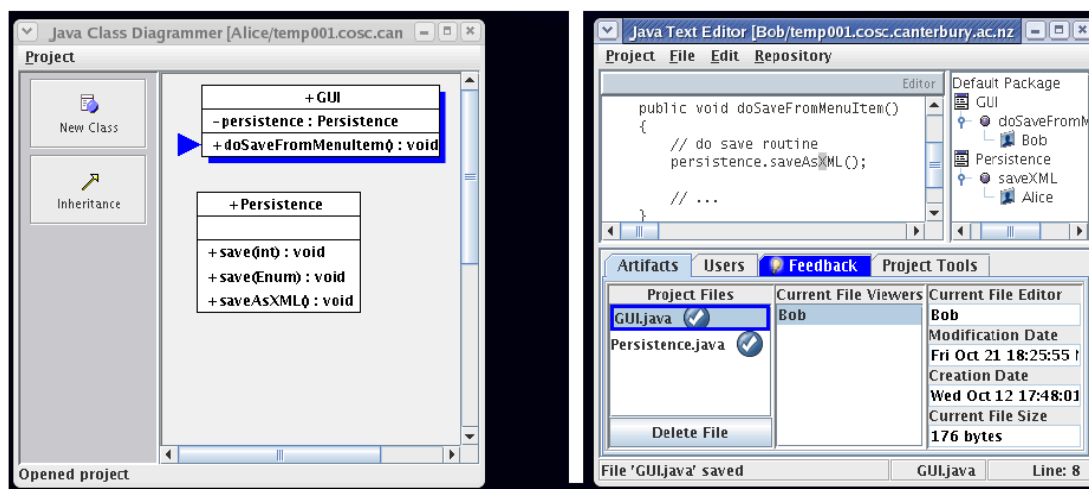 Java Class Diagrammer [Alice/temp001.cosc.can
Project
New Class
Inheritance
+GUI
-persistence : Persistence
+doSaveFromMenuItem() : void
+Persistence
+save(int) : void
+save(Enum) : void
+saveAsXML() : void
Opened project
Java Text Editor [Bob/temp001.cosc.canterbury.ac.nz
Project File Edit Repository
Editor
public void doSaveFromMenuItem()
{
// do save routine
persistence.saveAsXML();
// ...
}
Default Package
GUI
doSaveFromM
Bob
Persistence
saveXML
Alice
Artifacts Users Feedback Project Tools
Project Files
GUI.java
Persistence.java
Delete File
Current File Viewers
Bob
Current File Editor
Bob
Modification Date
Fri Oct 21 18:25:55
Creation Date
Wed Oct 12 17:48:01
Current File Size
176 bytes
File 'GUI.java' saved
GUI.java
Line: 8